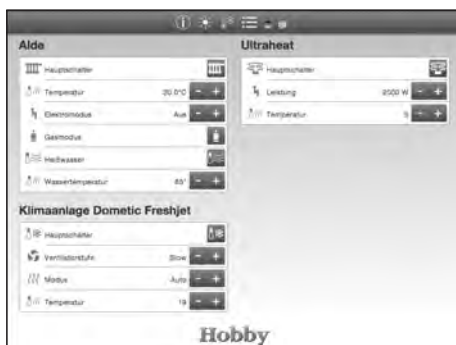 Alde
Hauptschalter
Temperatur 20.0°C
Elektromodus Aus
Gasmodus
Heißwasser
Wassertemperatur
Klimaanlage Dometic Freshjet
Hauptschalter
Ventilatorstufe Slow
Modus Auto
Temperatur 19
Ultraheat
Hauptschalter
Leistung 2000 W
Temperatur
Hobby